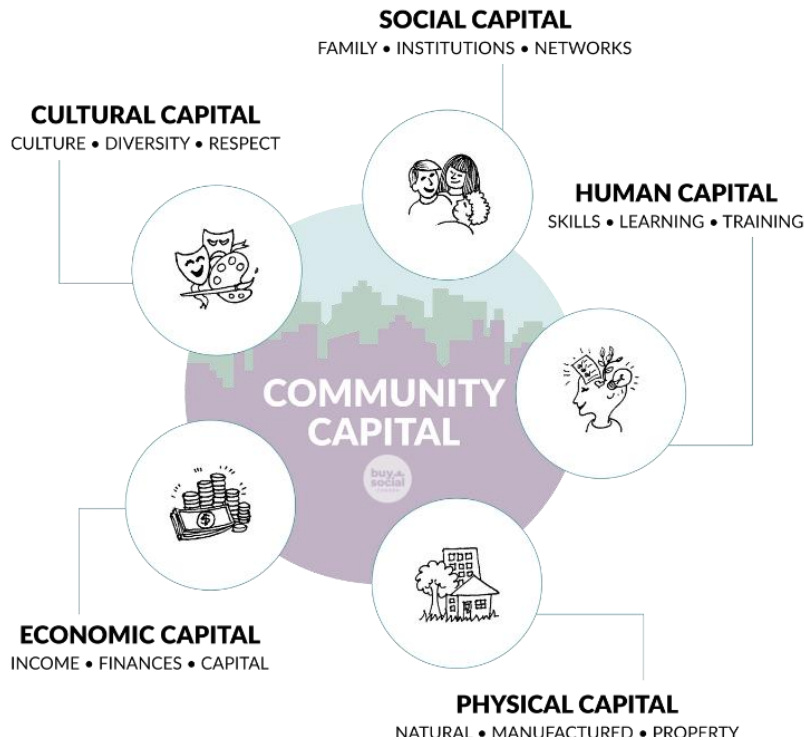 SOCIAL CAPITAL
FAMILY • INSTITUTIONS • NETWORKS
CULTURAL CAPITAL
CULTURE • DIVERSITY • RESPECT
HUMAN CAPITAL
SKILLS • LEARNING • TRAINING
COMMUNITY
CAPITAL
buy
social
ECONOMIC CAPITAL
INCOME • FINANCES • CAPITAL
PHYSICAL CAPITAL
NATURAL • MANUFACTURED • PROPERTY